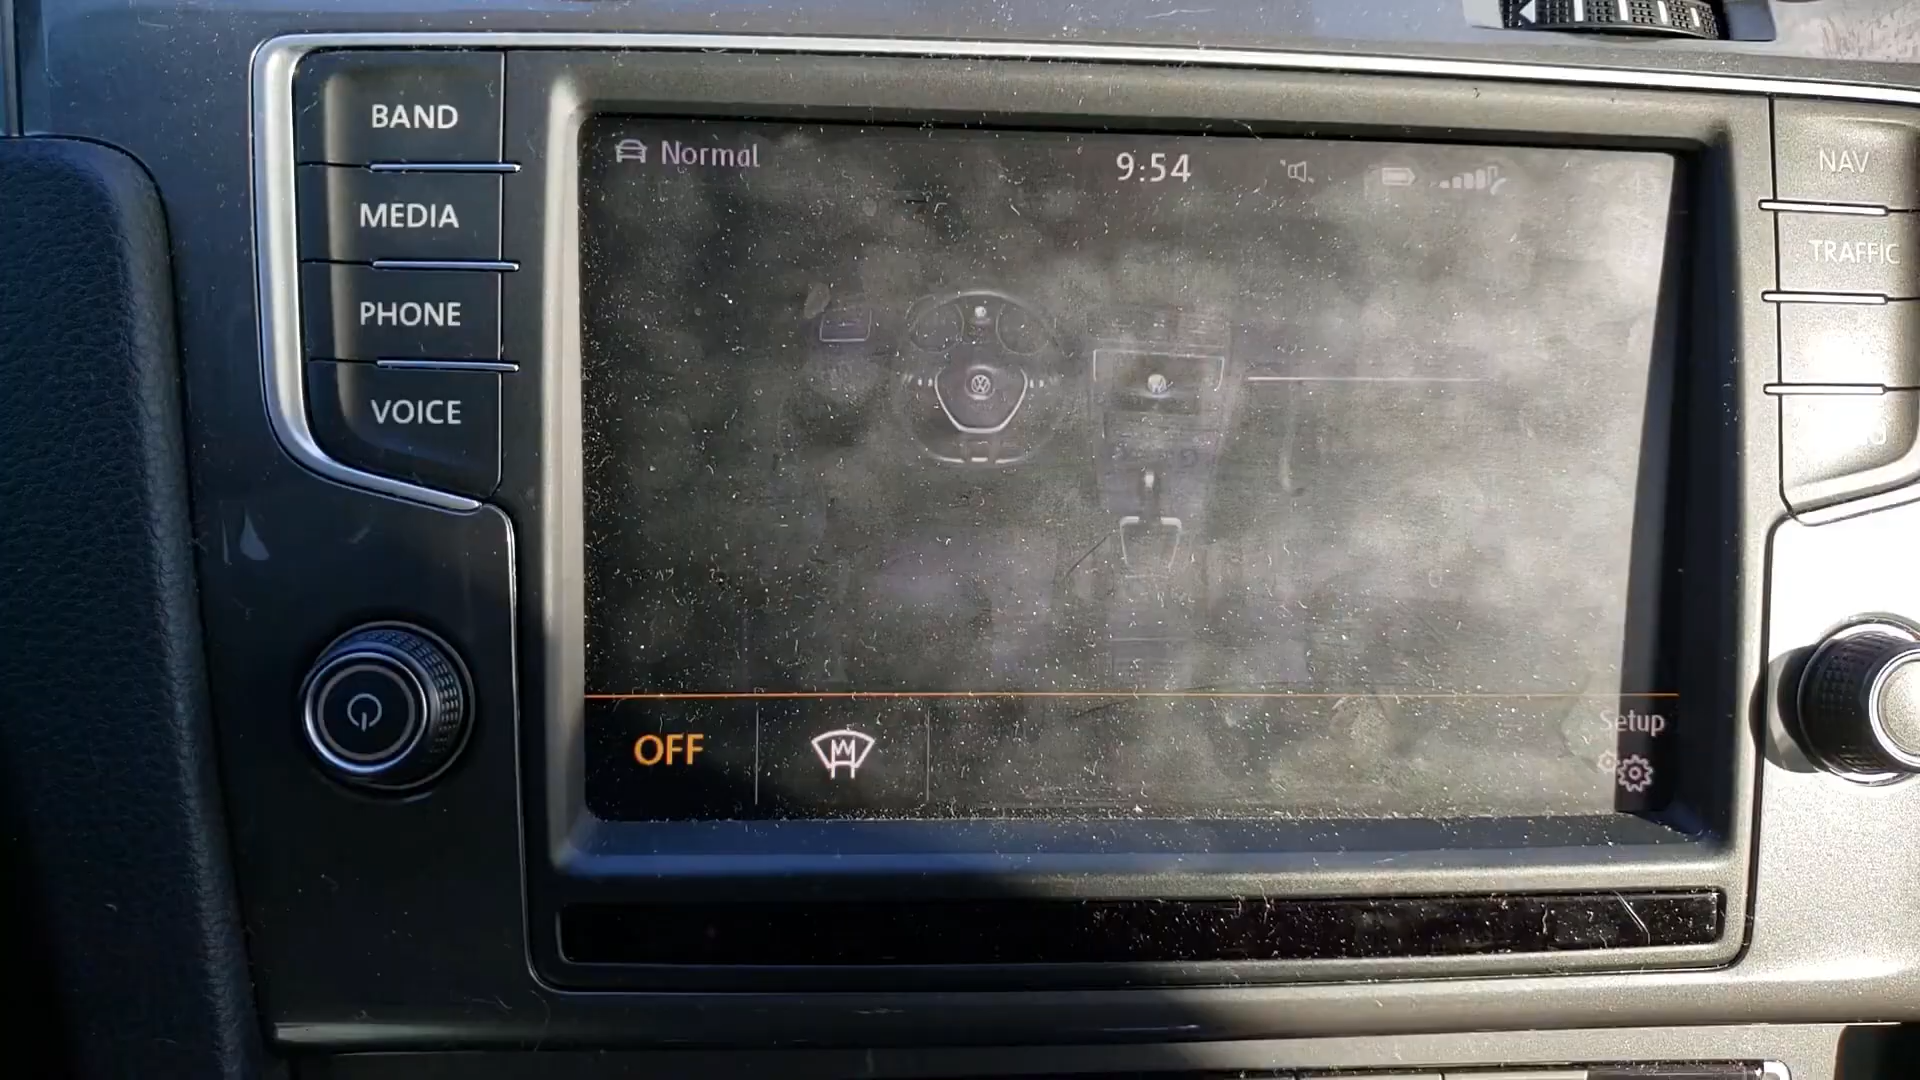 BAND
MEDIA
PHONE
VOICE
Normal
9:54
NAV
TRAFFIC
OFF
Setup